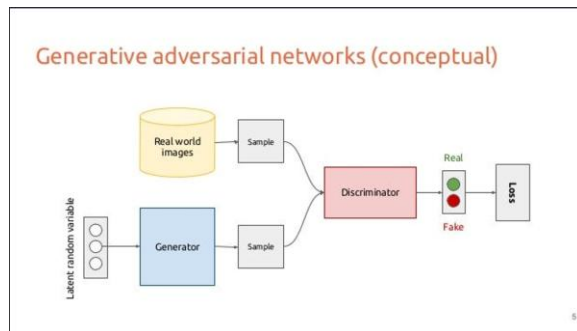 Generative adversarial networks (conceptual)
Real world
images
Sample
Real
Discriminator
Loss
Fake
Latent random variable
Generator
Sample
5